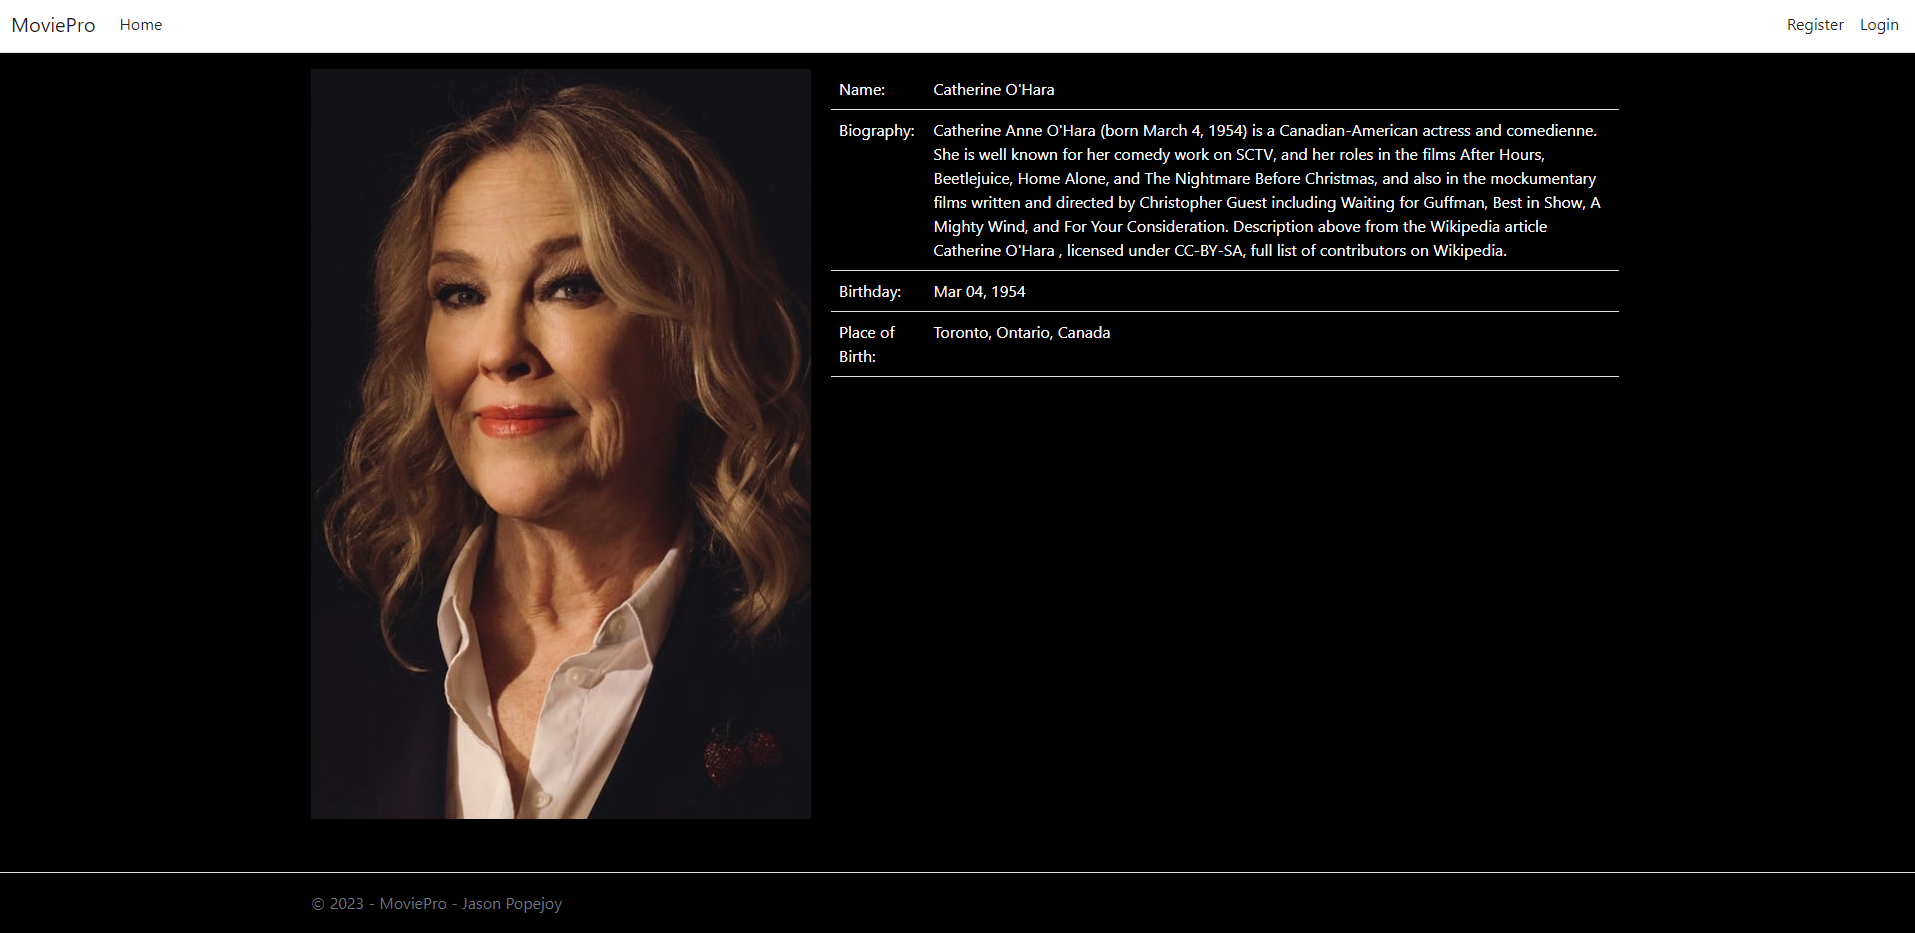 MoviePro Home Register Login
Name: Catherine O'Hara
Biography: Catherine Anne O'Hara (born March 4, 1954) is a Canadian-American actress and comedienne.
She is well known for her comedy work on SCTV, and her roles in the films After Hours,
Beetlejuice, Home Alone, and The Nightmare Before Christmas, and also in the mockumentary
films written and directed by Christopher Guest including Waiting for Guffman, Best in Show, A
Mighty Wind, and For Your Consideration. Description above from the Wikipedia article
Catherine O'Hara , licensed under CC-BY-SA, full list of contributors on Wikipedia.
Birthday: Mar 04, 1954
Place of Toronto, Ontario, Canada
Birth:
© 2023 - MoviePro - Jason Popejoy